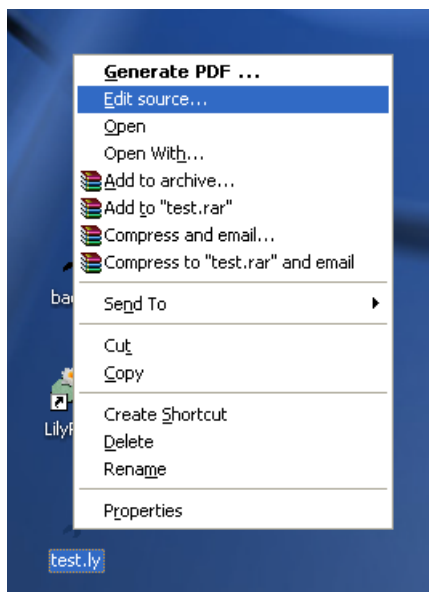 Generate PDF ...
Edit source...
Open
Open With...
Add to archive...
Add to "test.rar"
Compress and email...
Compress to "test.rar" and email
Send To
Cut
Copy
Create Shortcut
Delete
Rename
Properties
test.ly